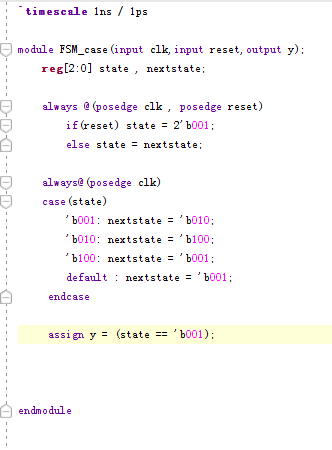 `timescale 1ns / 1ps
module FSM_case(input clk,input reset,output y);
reg[2:0] state , nextstate;
always @(posedge clk , posedge reset)
if(reset) state = 2'b001;
else state = nextstate;
always@(posedge clk)
case(state)
'b001: nextstate = 'b010;
'b010: nextstate = 'b100;
'b100: nextstate = 'b001;
default : nextstate = 'b001;
endcase
assign y = (state == 'b001);
endmodule